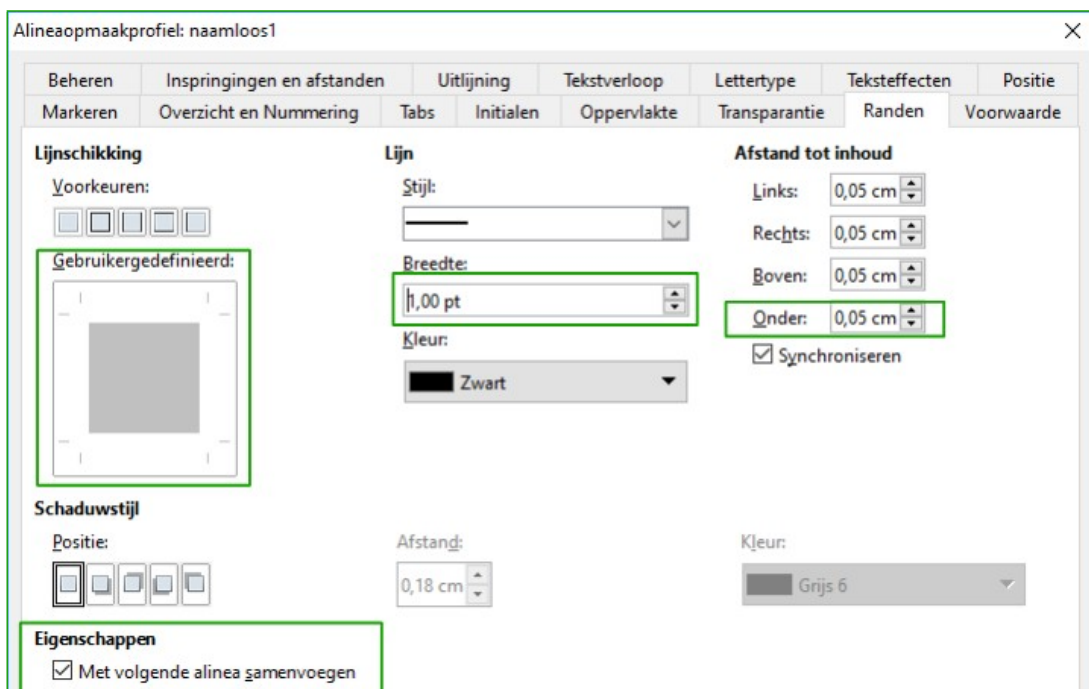 Alineaopmaakprofiel: naamloos1
Beheren Inspringingen en afstanden Uitlijning Tekstverloop Lettertype Teksteffecten Positie
Markeren Overzicht en Nummering Tabs Initialen Oppervlakte Transparantie Randen Voorwaarde
Lijnschikking Lijn Afstand tot inhoud
Voorkeuren: Stijl: Links: 0,05 cm
Rechts: 0,05 cm
Gebruikergedefinieerd: Breedte: Boven: 0,05 cm
1,00 pt Onder: 0,05 cm
Kleur: Synchroniseren
Zwart
Schaduwstijl
Positie: Afstand: Kleur:
0,18 cm Grijs 6
Eigenschappen
Met volgende alinea samenvoegen